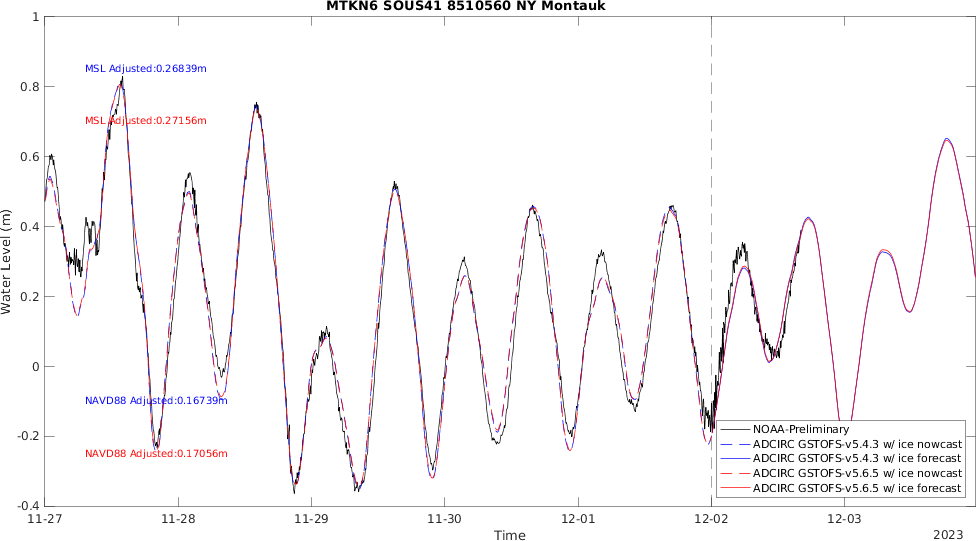 MTKN6 SOUS41 8510560 NY Montauk
Water Level (m)
1
0.8
0.6
0.4
0.2
0
-0.2
-0.4
MSL Adjusted:0.26839m
MSL Adjusted:0.27156m
NAVD88 Adjusted:0.16739m
NAVD88 Adjusted:0.17056m
NOAA-Preliminary
ADCIRC GSTOFS-v5.4.3 w/ ice nowcast
ADCIRC GSTOFS-v5.4.3 w/ ice forecast
ADCIRC GSTOFS-v5.6.5 w/ ice nowcast
ADCIRC GSTOFS-v5.6.5 w/ ice forecast
11-27 11-28 11-29 11-30 12-01 12-02 12-03
Time
2023